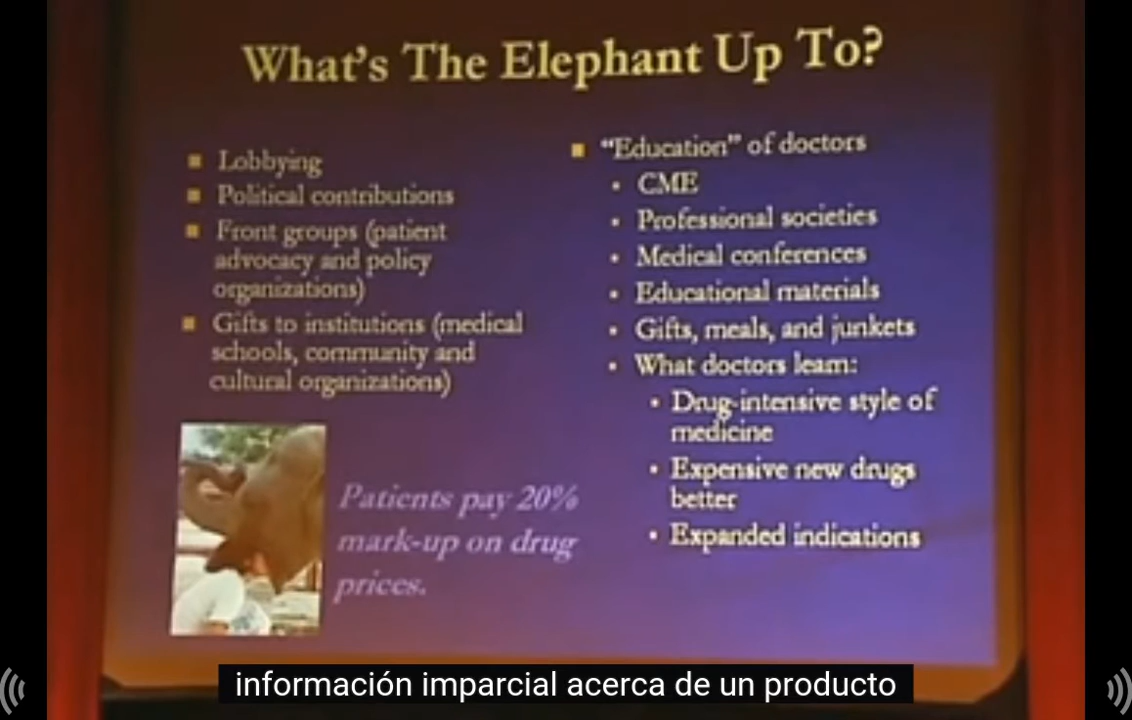 What's The Elephant Up To?
Lobbying
Political contributions
Front groups (patient
advocacy and policy
organizations)
Gifts to institutions (medical
schools, community and
cultural organizations)
Patients pay 20%
mark-up on drug
prices.
"Education" of doctors
CME
Professional societies
Medical conferences
Educational materials
Gifts, meals, and junkets
What doctors learn:
Drug-intensive style of
medicine
Expensive new drugs
better
Expanded indications
información imparcial acerca de un producto